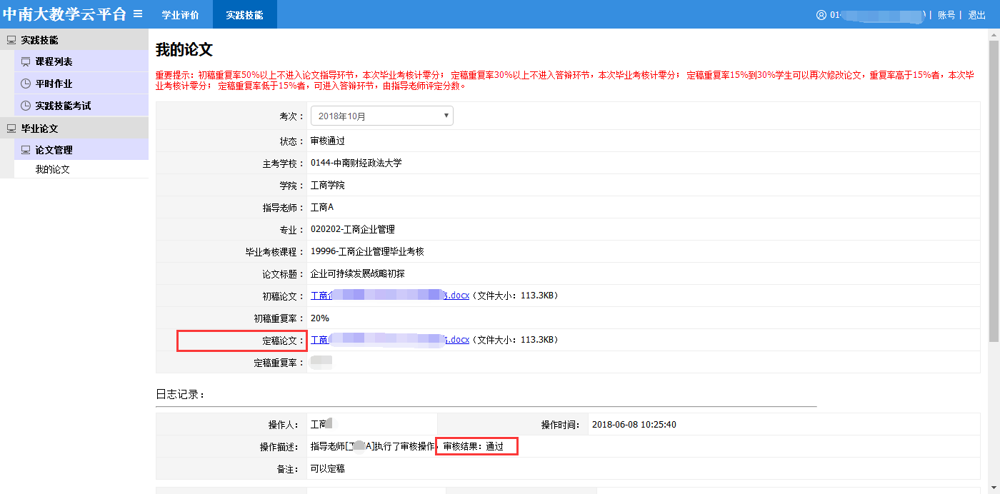 中南大教学云平台 学业评价 实践技能 01 | 账号 | 退出
实践技能
课程列表
平时作业
实践技能考试
毕业论文
论文管理
我的论文
我的论文
重要提示：初稿重复率50%以上不进入论文指导环节，本次毕业考核计零分； 定稿重复率30%以上不进入答辩环节，本次毕业考核计零分； 定稿重复率15%到30%学生可以再次修改论文，重复率高于15%者，本次毕
业考核计零分； 定稿重复率低于15%者，可进入答辩环节，由指导老师评定分数。
考次： 2018年10月
状态： 审核通过
主考学校： 0144-中南财经政法大学
学院： 工商学院
指导老师： 工商A
专业： 020202-工商企业管理
毕业考核课程： 19996-工商企业管理毕业考核
论文标题： 企业可持续发展战略初探
初稿论文： 工商 .docx（文件大小：113.3KB）
初稿重复率： 20%
定稿论文： 工商 .docx（文件大小：113.3KB）
定稿重复率：
日志记录：
操作人： 工商 操作时间： 2018-06-08 10:25:40
操作描述： 指导老师[工 A]执行了审核操作，审核结果：通过
备注： 可以定稿